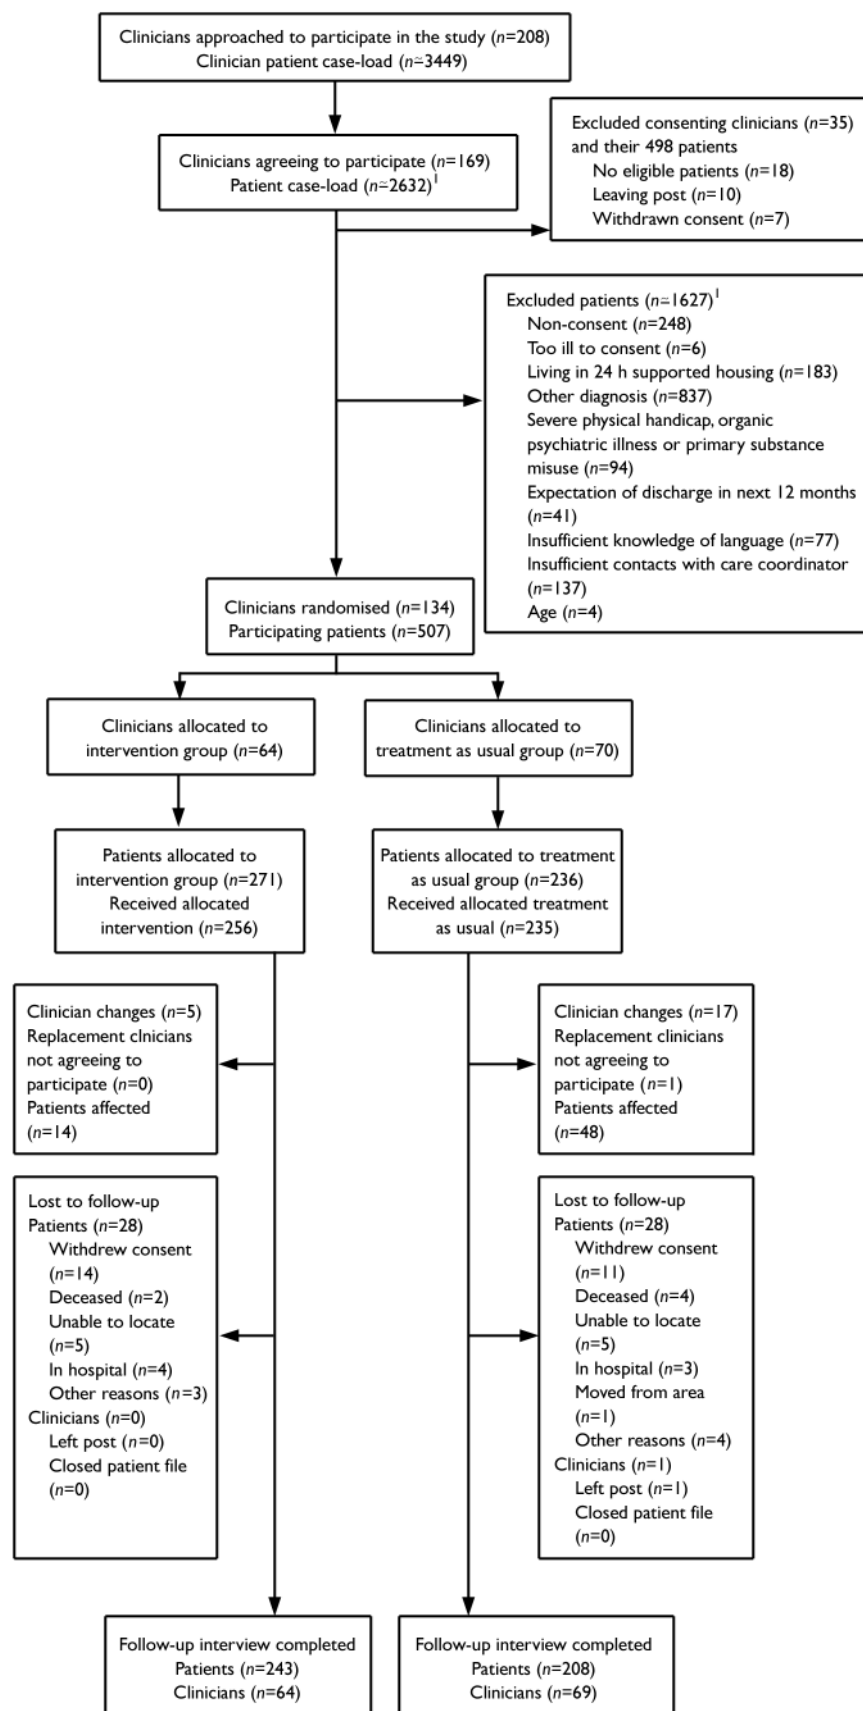 Clinicians approached to participate in the study (n=208)
Clinician patient case-load (n≃3449)
Excluded consenting clinicians (n=35)
and their 498 patients
No eligible patients (n=18)
Leaving post (n=10)
Withdrawn consent (n=7)
Clinicians agreeing to participate (n=169)
Patient case-load (n≃2632)¹
Excluded patients (n≃1627)¹
Non-consent (n=248)
Too ill to consent (n=6)
Living in 24 h supported housing (n=183)
Other diagnosis (n=837)
Severe physical handicap, organic
psychiatric illness or primary substance
misuse (n=94)
Expectation of discharge in next 12 months
(n=41)
Insufficient knowledge of language (n=77)
Insufficient contacts with care coordinator
(n=137)
Age (n=4)
Clinicians randomised (n=134)
Participating patients (n=507)
Clinicians allocated to
intervention group (n=64)
Clinicians allocated to
treatment as usual group (n=70)
Patients allocated to
intervention group (n=271)
Received allocated
intervention (n=256)
Patients allocated to treatment
as usual group (n=236)
Received allocated treatment
as usual (n=235)
Clinician changes (n=5)
Replacement clnicians
not agreeing to
participate (n=0)
Patients affected
(n=14)
Clinician changes (n=17)
Replacement clinicians
not agreeing to
participate (n=1)
Patients affected
(n=48)
Lost to follow-up
Patients (n=28)
Withdrew consent
(n=14)
Deceased (n=2)
Unable to locate
(n=5)
In hospital (n=4)
Other reasons (n=3)
Clinicians (n=0)
Left post (n=0)
Closed patient file
(n=0)
Lost to follow-up
Patients (n=28)
Withdrew consent
(n=11)
Deceased (n=4)
Unable to locate
(n=5)
In hospital (n=3)
Moved from area
(n=1)
Other reasons (n=4)
Clinicians (n=1)
Left post (n=1)
Closed patient file
(n=0)
Follow-up interview completed
Patients (n=243)
Clinicians (n=64)
Follow-up interview completed
Patients (n=208)
Clinicians (n=69)